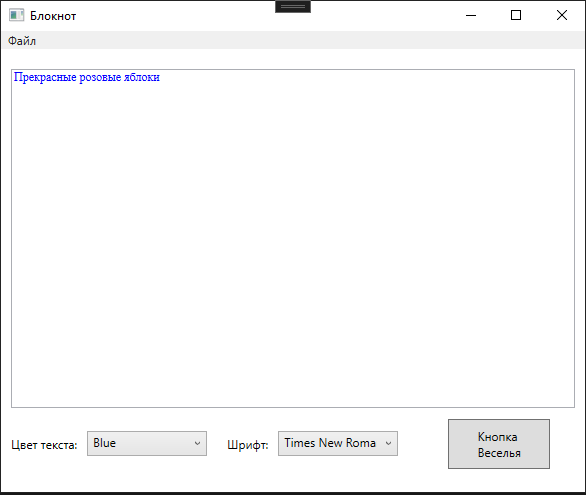 Блокнот
Файл
Прекрасные розовые яблоки
Цвет текста:
Blue
Шрифт:
Times New Roma
Кнопка
Веселья